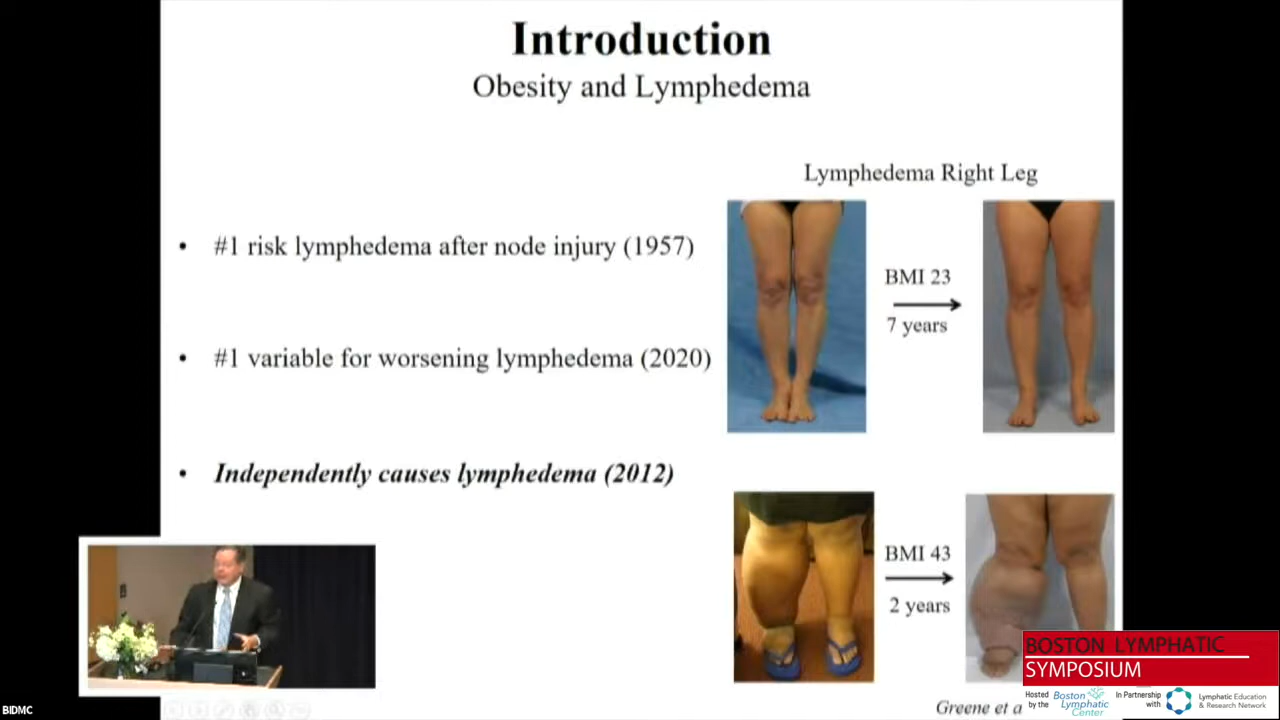 Introduction
Obesity and Lymphedema
Lymphedema Right Leg
• #1 risk lymphedema after node injury (1957)
BMI 23
7 years
• #1 variable for worsening lymphedema (2020)
• Independently causes lymphedema (2012)
BMI 43
2 years
BOSTON LYMPHATIC
SYMPOSIUM
Hosted
by the
Boston
Lymphatic
Center
In Partnership
with
Lymphatic Education
& Research Network
Greene et a
BIDMC